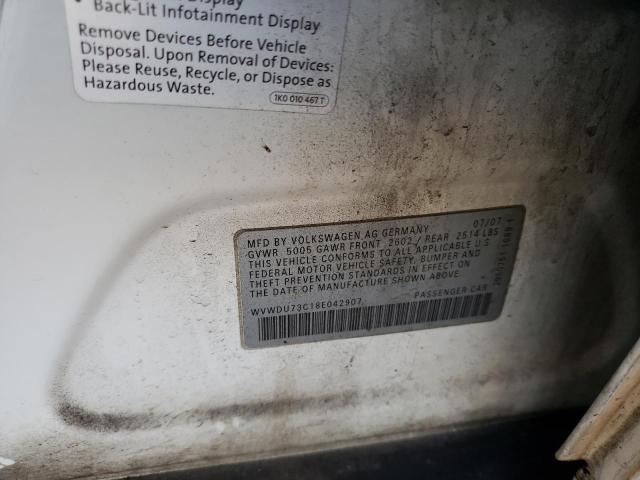 Display
• Back-Lit Infotainment Display
Remove Devices Before Vehicle
Disposal. Upon Removal of Devices:
Please Reuse, Recycle, or Dispose as
Hazardous Waste.
1K0 010 467 T
MFD BY VOLKSWAGEN AG GERMANY 07/07
GVWR 5005 GAWR FRONT 2602 / REAR 2514 LBS
THIS VEHICLE CONFORMS TO ALL APPLICABLE U.S
FEDERAL MOTOR VEHICLE SAFETY, BUMPER AND
THEFT PREVENTION STANDARDS IN EFFECT ON
THE DATE OF MANUFACTURE SHOWN ABOVE.
WVWDU73C18E042907 PASSENGER CAR